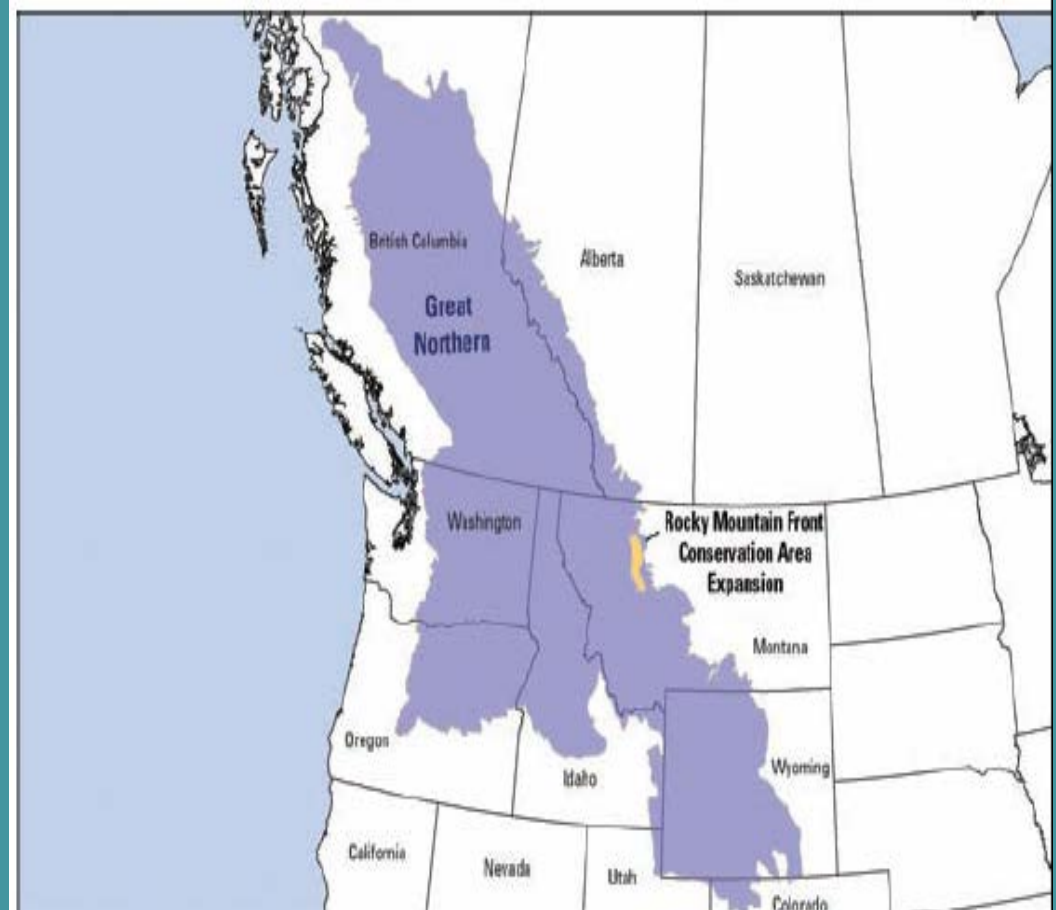 British Columbia
Alberta
Saskatchewan
Great
Northern
Washington
Rocky Mountain Front
Conservation Area
Expansion
Montana
Oregon
Idaho
Wyoming
California
Nevada
Utah
Colorado